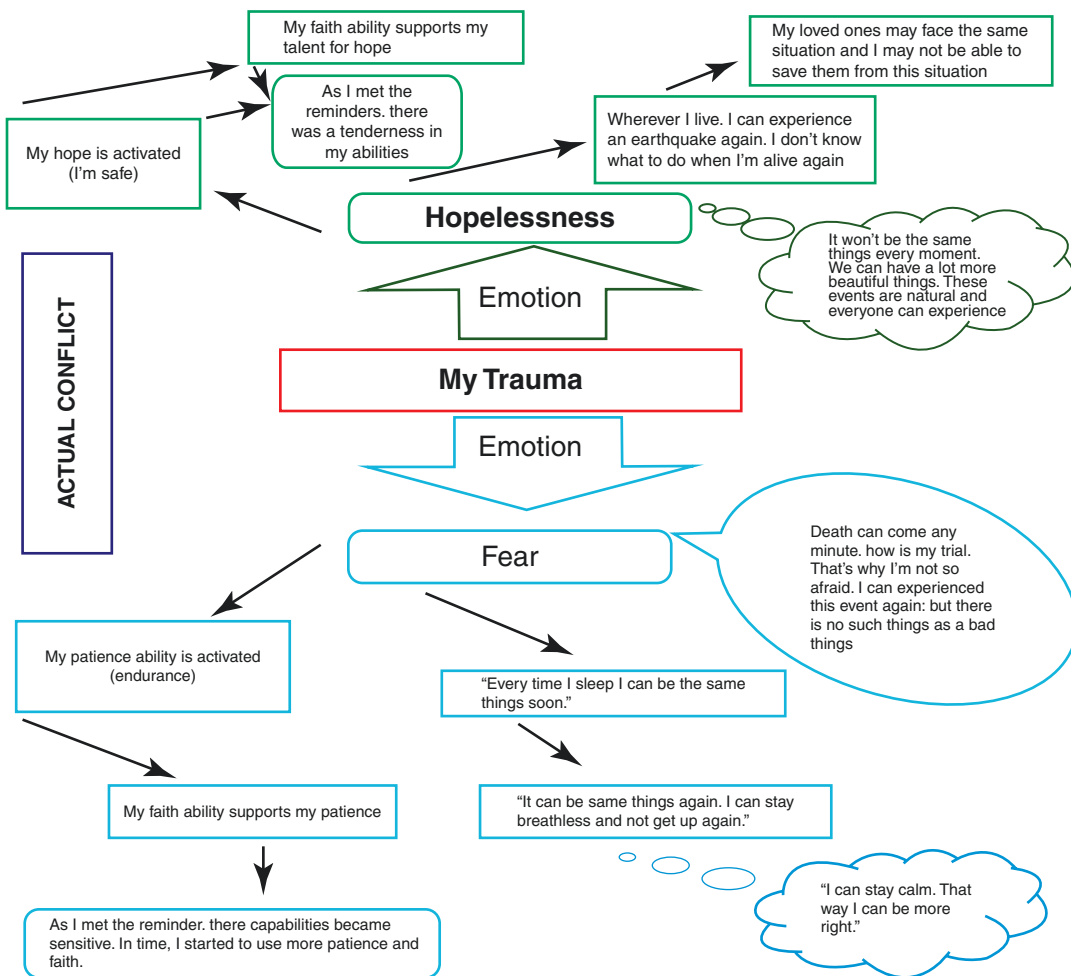 My faith ability supports my
talent for hope
My loved ones may face the same
situation and I may not be able to
save them from this situation
As I met the
reminders. there
was a tenderness in
my abilities
Wherever I live. I can experience
an earthquake again. I don't know
what to do when I'm alive again
My hope is activated
(I'm safe)
Hopelessness
It won't be the same
things every moment.
We can have a lot more
beautiful things. These
events are natural and
everyone can experience
Emotion
ACTUAL CONFLICT
My Trauma
Emotion
Fear
Death can come any
minute. how is my trial.
That's why I'm not so
afraid. I can experienced
this event again: but there
is no such things as a bad
things
My patience ability is activated
(endurance)
“Every time I sleep I can be the same
things soon.”
My faith ability supports my patience
“It can be same things again. I can stay
breathless and not get up again.”
“I can stay calm. That
way I can be more
right.”
As I met the reminder. there capabilities became
sensitive. In time, I started to use more patience and
faith.